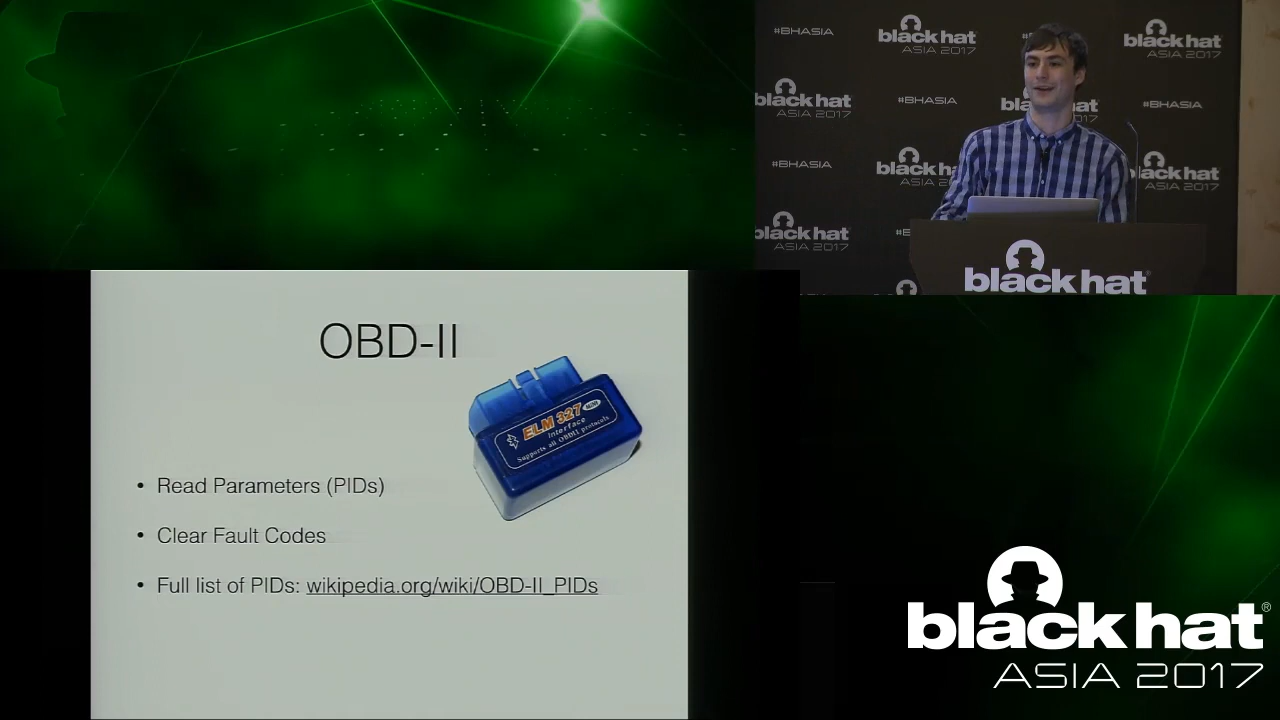 #BHASIA
black hat
ASIA 2017
#B
black hat
ASIA 2017
black hat
ASIA 2017
#BHASIA
bla
hat
2017
#BHASIA
#BHASIA
black hat
ASIA
black hat
ASIA 2017
black hat
ASIA 2017
#B
black hat
OBD-II
ELM 327
Interface
Supports all OBDII protocols
• Read Parameters (PIDs)
• Clear Fault Codes
• Full list of PIDs: wikipedia.org/wiki/OBD-II_PIDs
black hat®
ASIA 2017